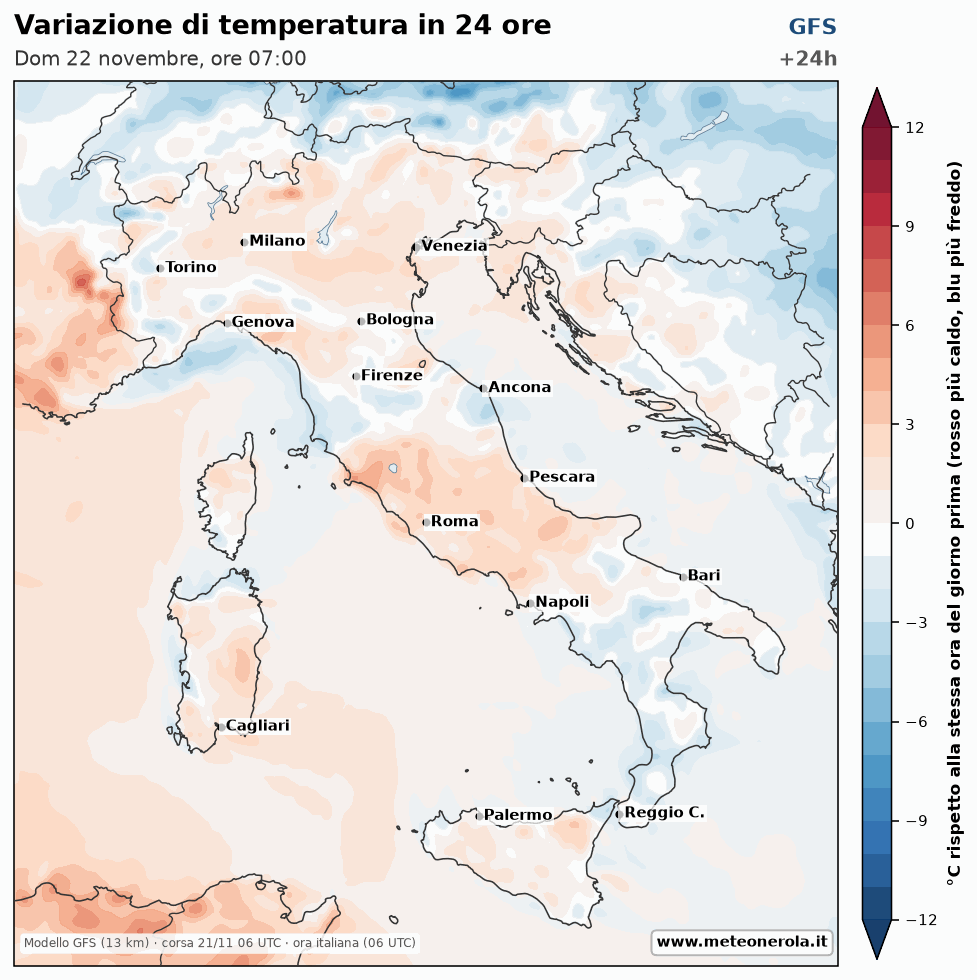 Variazione di temperatura in 24 ore
GFS
Dom 22 novembre, ore 07:00
+24h
Milano
Venezia
Torino
Genova
Bologna
Firenze
Ancona
Pescara
Roma
Bari
Napoli
Cagliari
Palermo
Reggio C.
12
9
6
3
0
−3
−6
−9
−12
°C rispetto alla stessa ora del giorno prima (rosso più caldo, blu più freddo)
Modello GFS (13 km) · corsa 21/11 06 UTC · ora italiana (06 UTC)
www.meteonerola.it